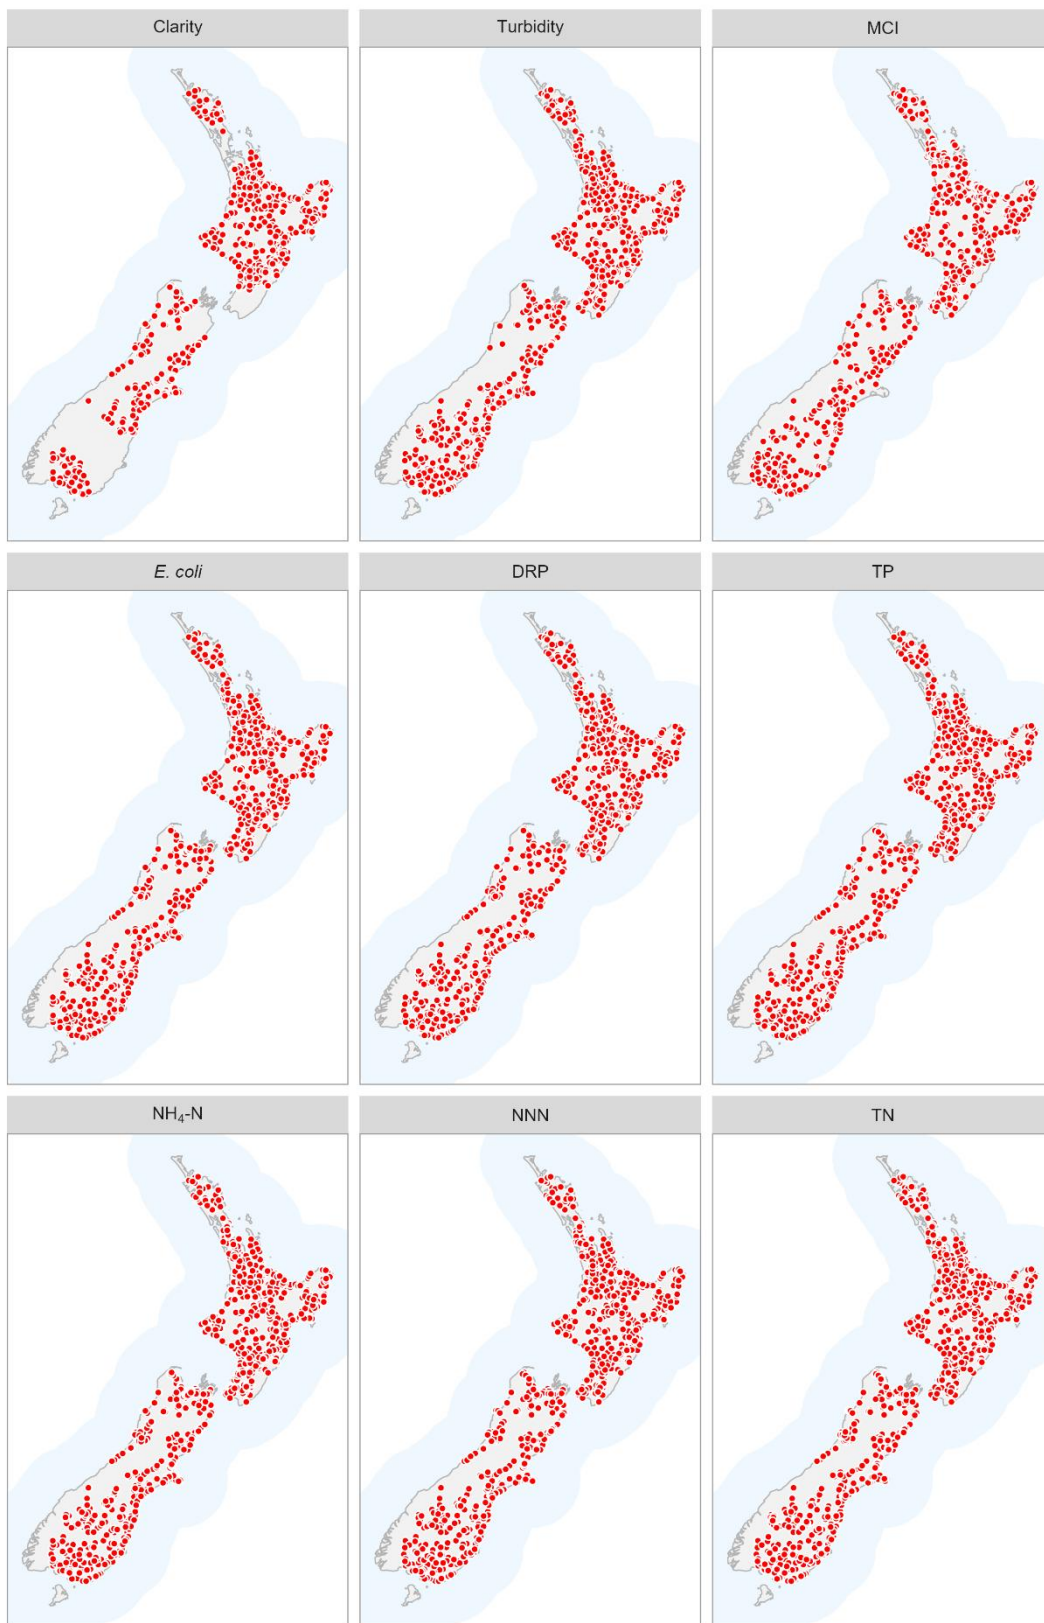 Clarity
Turbidity
MCI
E. coli
DRP
TP
NH₄-N
NNN
TN